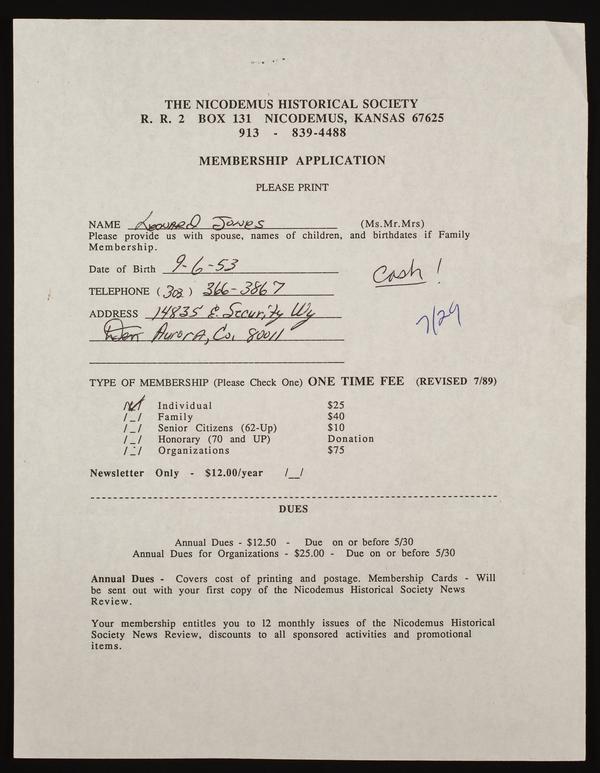 THE NICODEMUS HISTORICAL SOCIETY
R. R. 2 BOX 131 NICODEMUS, KANSAS 67625
913 - 839-4488
MEMBERSHIP APPLICATION
PLEASE PRINT
NAME Leonard Jones (Ms.Mr.Mrs)
Please provide us with spouse, names of children, and birthdates if Family
Membership.
Date of Birth 9-6-53
Cash!
TELEPHONE (303) 366-3867
ADDRESS 14835 E. Security Wy
7/29
Den Aurora, Co. 80011
TYPE OF MEMBERSHIP (Please Check One) ONE TIME FEE (REVISED 7/89)
Individual $25
/_/ Family $40
/_/ Senior Citizens (62-Up) $10
/_/ Honorary (70 and UP) Donation
/_/ Organizations $75
Newsletter Only - $12.00/year /__/
DUES
Annual Dues - $12.50 - Due on or before 5/30
Annual Dues for Organizations - $25.00 - Due on or before 5/30
Annual Dues - Covers cost of printing and postage. Membership Cards - Will
be sent out with your first copy of the Nicodemus Historical Society News
Review.
Your membership entitles you to 12 monthly issues of the Nicodemus Historical
Society News Review, discounts to all sponsored activities and promotional
items.